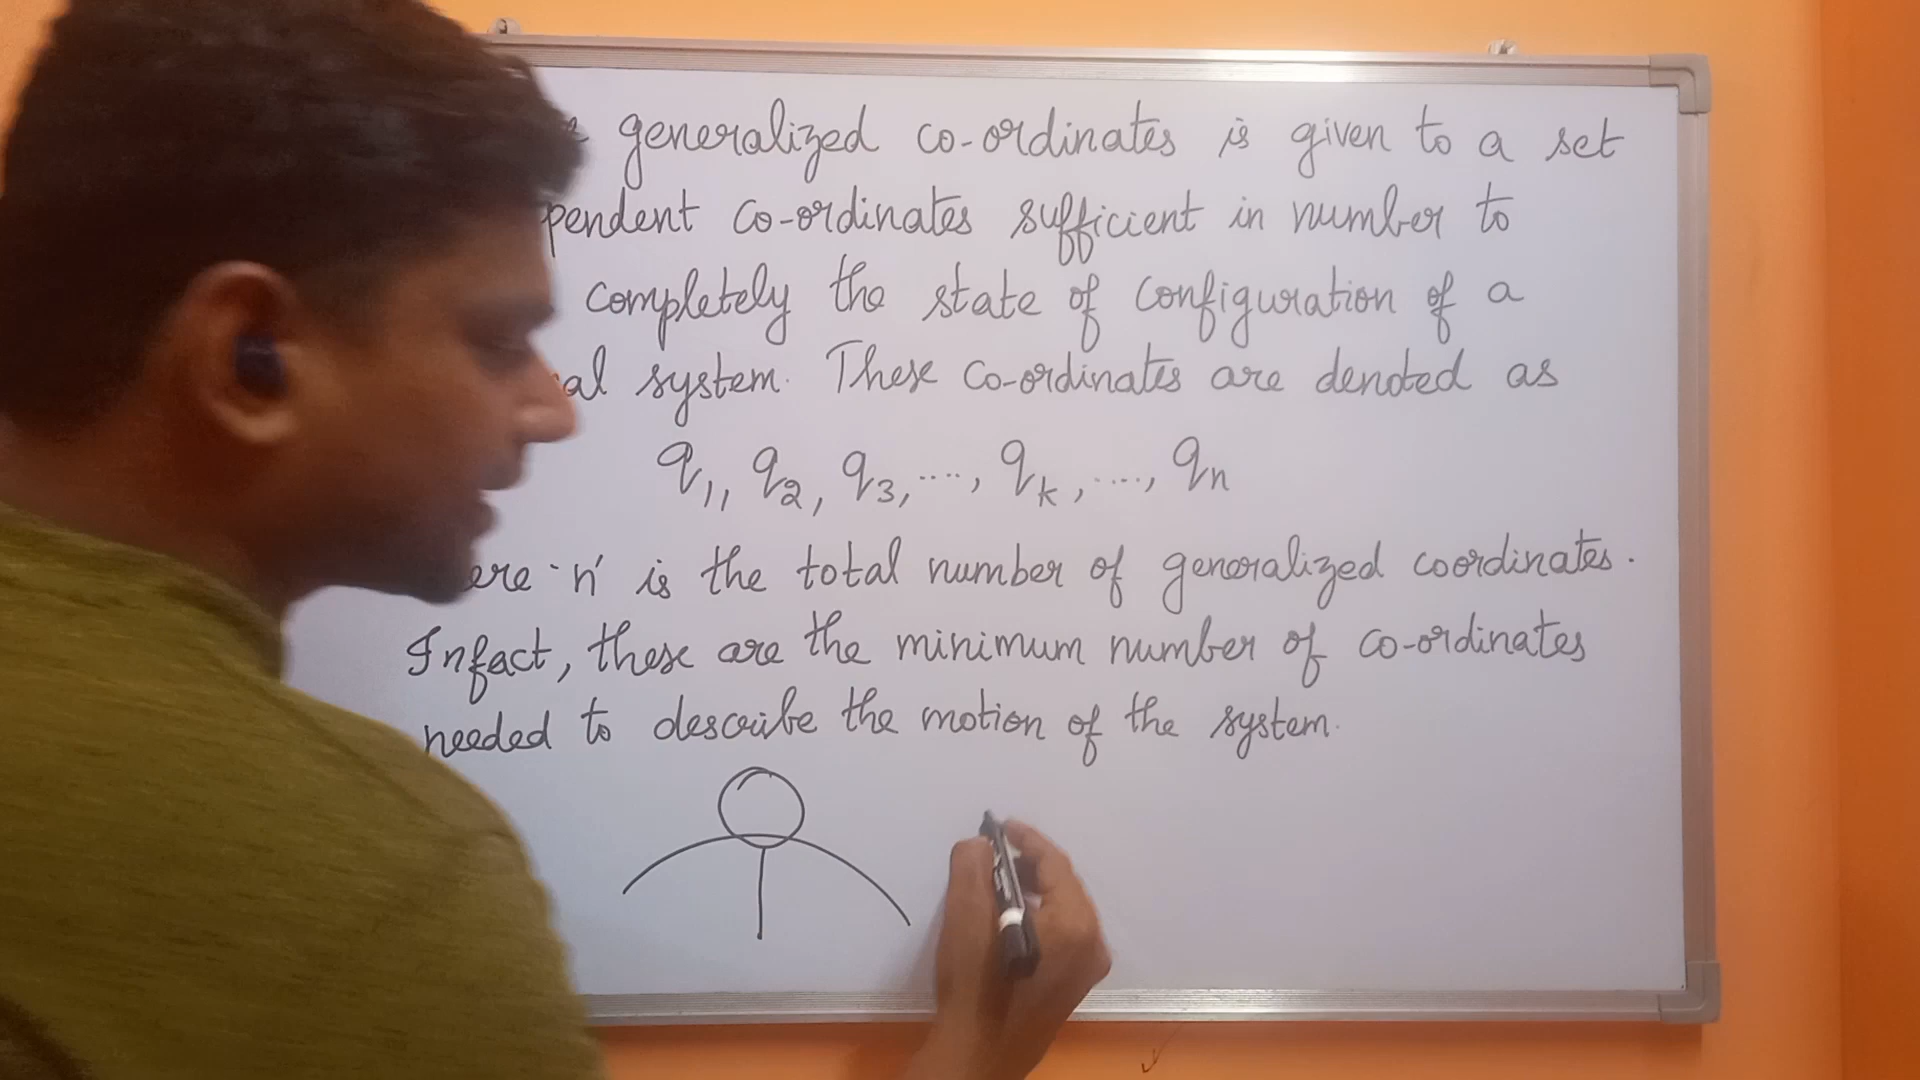 generalized co-ordinates is given to a set
pendent co-ordinates sufficient in number to
completely the state of configuration of a
al system. These co-ordinates are denoted as
q1, q2, q3, ...., qk, ...., qn
ere 'n' is the total number of generalized coordinates.
Infact, these are the minimum number of co-ordinates
needed to describe the motion of the system.